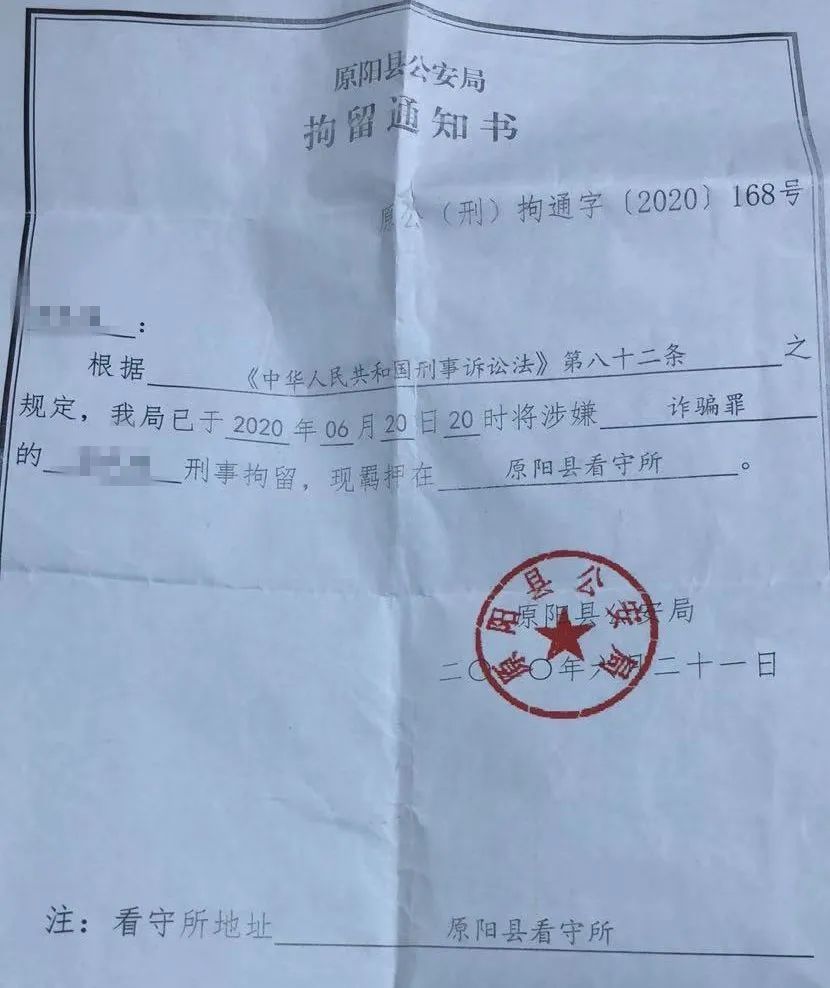 原阳县公安局
拘留通知书
原公（刑）拘通字〔2020〕168号
：
根据《中华人民共和国刑事诉讼法》第八十二条之
规定，我局已于2020年06月20日20时将涉嫌诈骗罪
的 刑事拘留，现羁押在原阳县看守所。
原阳县公安局
原阳县公安局
二〇二〇年六月二十一日
注：看守所地址原阳县看守所